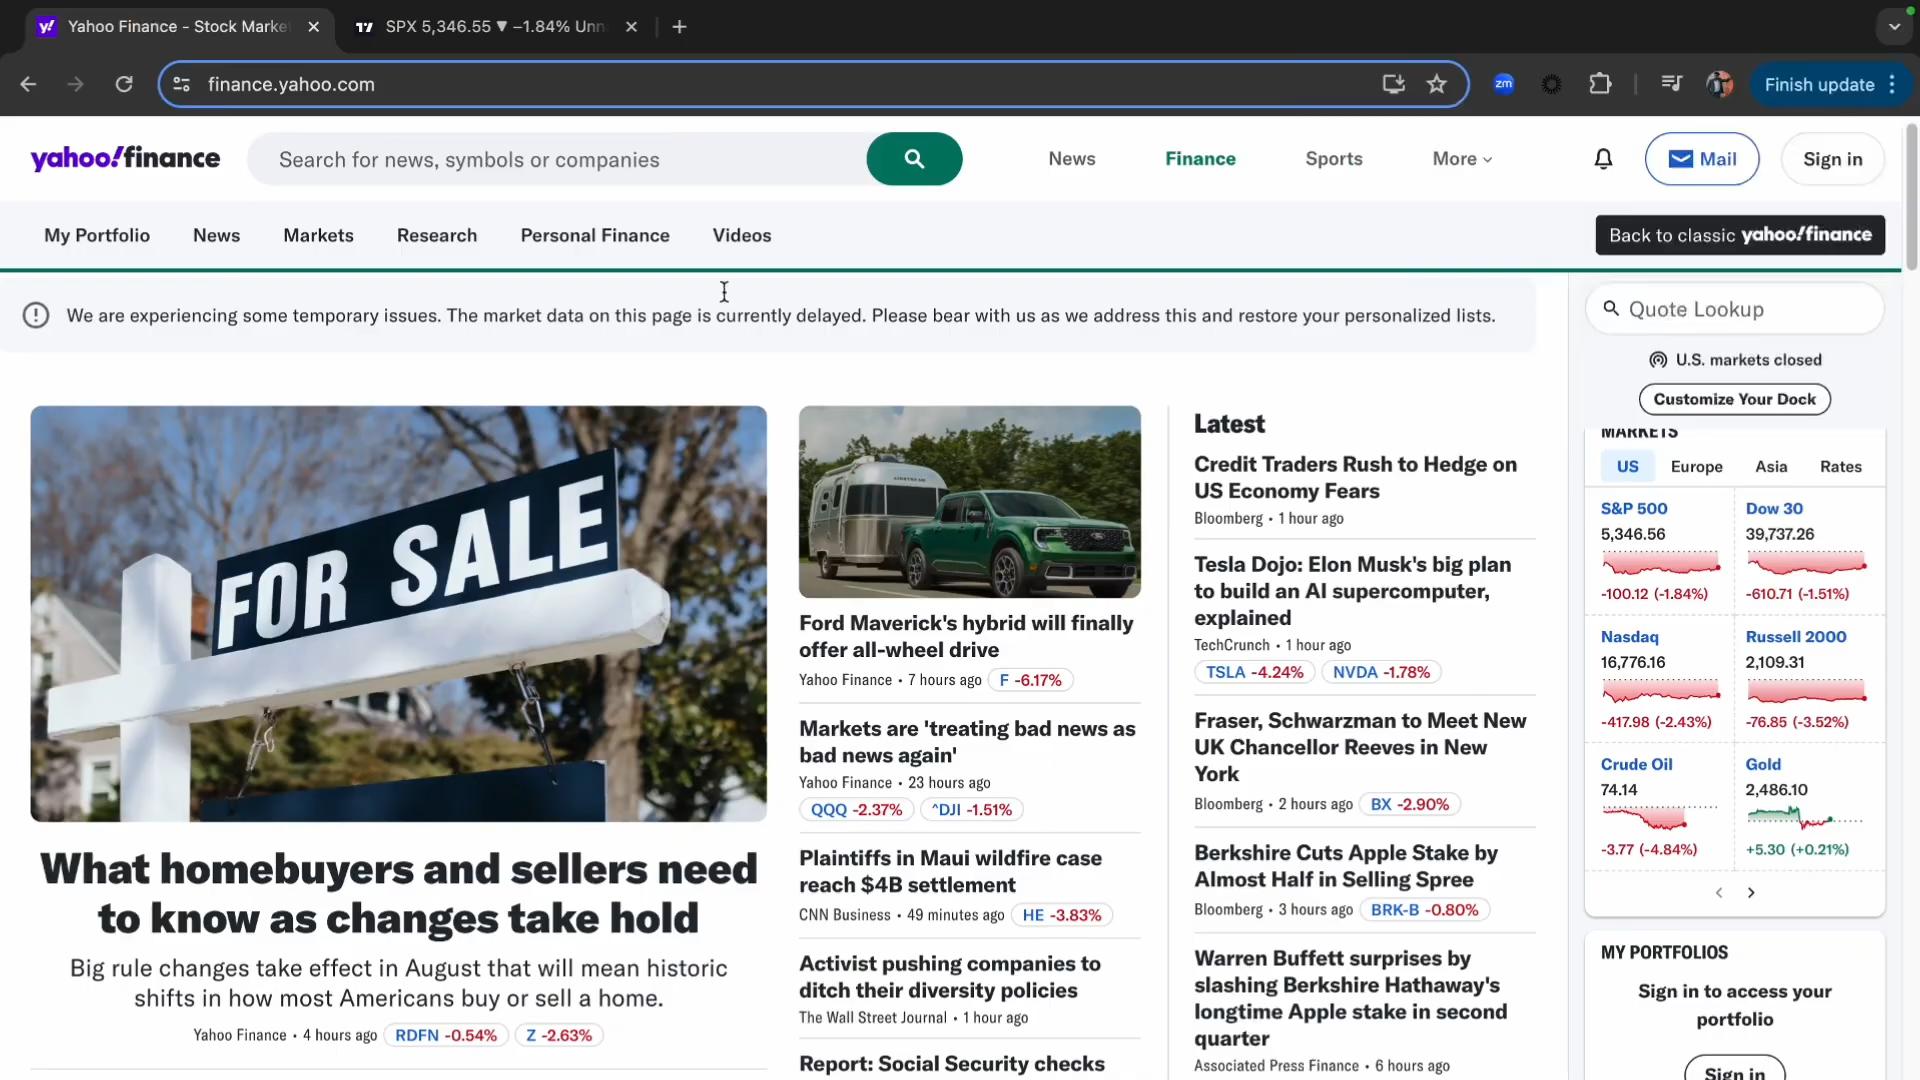 Yahoo Finance - Stock Marke
SPX 5,346.55 ▼ −1.84% Unn
finance.yahoo.com
zm
Finish update
yahoo!finance
Search for news, symbols or companies
News
Finance
Sports
More
Mail
Sign in
My Portfolio
News
Markets
Research
Personal Finance
Videos
Back to classic yahoo!finance
We are experiencing some temporary issues. The market data on this page is currently delayed. Please bear with us as we address this and restore your personalized lists.
FOR SALE
What homebuyers and sellers need
to know as changes take hold
Big rule changes take effect in August that will mean historic
shifts in how most Americans buy or sell a home.
Yahoo Finance • 4 hours ago RDFN -0.54% Z -2.63%
Ford Maverick's hybrid will finally
offer all-wheel drive
Yahoo Finance • 7 hours ago F -6.17%
Markets are 'treating bad news as
bad news again'
Yahoo Finance • 23 hours ago
QQQ -2.37% ^DJI -1.51%
Plaintiffs in Maui wildfire case
reach $4B settlement
CNN Business • 49 minutes ago HE -3.83%
Activist pushing companies to
ditch their diversity policies
The Wall Street Journal • 1 hour ago
Report: Social Security checks
Latest
Credit Traders Rush to Hedge on
US Economy Fears
Bloomberg • 1 hour ago
Tesla Dojo: Elon Musk's big plan
to build an AI supercomputer,
explained
TechCrunch • 1 hour ago
TSLA -4.24% NVDA -1.78%
Fraser, Schwarzman to Meet New
UK Chancellor Reeves in New
York
Bloomberg • 2 hours ago BX -2.90%
Berkshire Cuts Apple Stake by
Almost Half in Selling Spree
Bloomberg • 3 hours ago BRK-B -0.80%
Warren Buffett surprises by
slashing Berkshire Hathaway's
longtime Apple stake in second
quarter
Associated Press Finance • 6 hours ago
Quote Lookup
U.S. markets closed
Customize Your Dock
MARKETS
US Europe Asia Rates
S&P 500 Dow 30
5,346.56 39,737.26
-100.12 (-1.84%) -610.71 (-1.51%)
Nasdaq Russell 2000
16,776.16 2,109.31
-417.98 (-2.43%) -76.85 (-3.52%)
Crude Oil Gold
74.14 2,486.10
-3.77 (-4.84%) +5.30 (+0.21%)
MY PORTFOLIOS
Sign in to access your
portfolio
Sign in